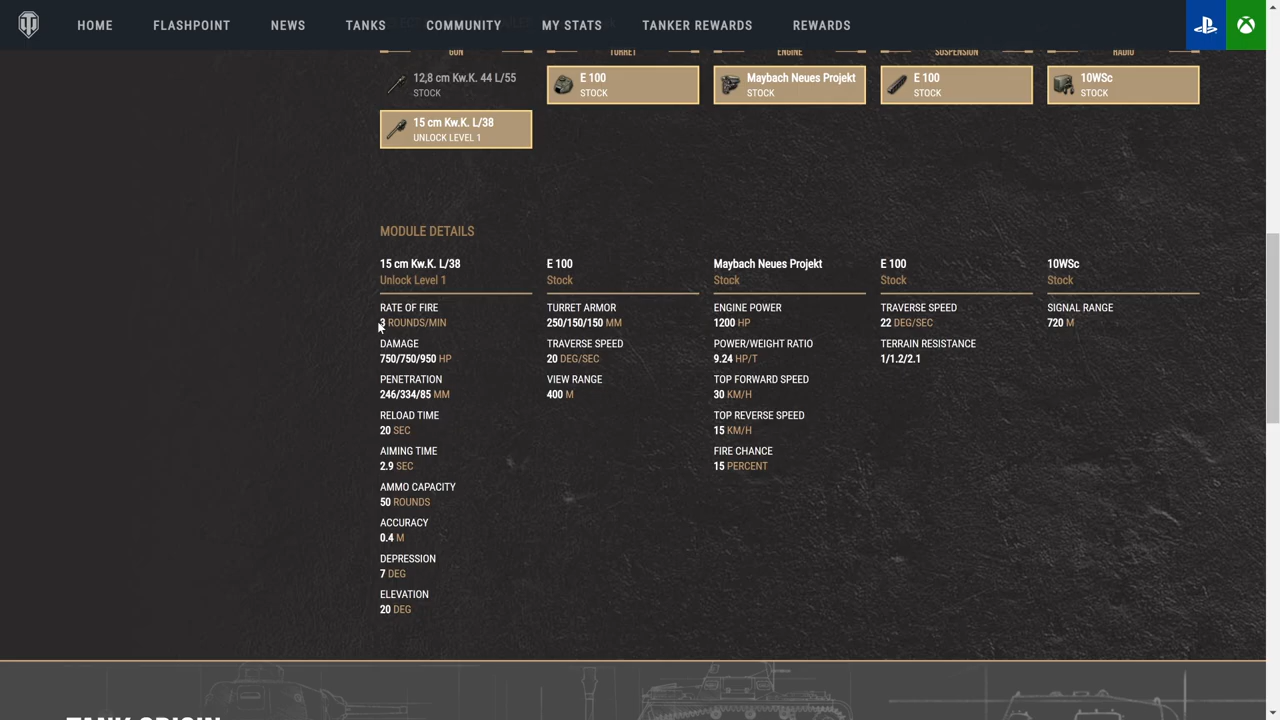 HOME FLASHPOINT NEWS TANKS COMMUNITY MY STATS TANKER REWARDS REWARDS
GUN TURRET ENGINE SUSPENSION RADIO
12,8 cm Kw.K. 44 L/55
STOCK
E 100
STOCK
Maybach Neues Projekt
STOCK
E 100
STOCK
10WSc
STOCK
15 cm Kw.K. L/38
UNLOCK LEVEL 1
MODULE DETAILS
15 cm Kw.K. L/38
Unlock Level 1
RATE OF FIRE
3 ROUNDS/MIN
DAMAGE
750/750/950 HP
PENETRATION
246/334/85 MM
RELOAD TIME
20 SEC
AIMING TIME
2.9 SEC
AMMO CAPACITY
50 ROUNDS
ACCURACY
0.4 M
DEPRESSION
7 DEG
ELEVATION
20 DEG
E 100
Stock
TURRET ARMOR
250/150/150 MM
TRAVERSE SPEED
20 DEG/SEC
VIEW RANGE
400 M
Maybach Neues Projekt
Stock
ENGINE POWER
1200 HP
POWER/WEIGHT RATIO
9.24 HP/T
TOP FORWARD SPEED
30 KM/H
TOP REVERSE SPEED
15 KM/H
FIRE CHANCE
15 PERCENT
E 100
Stock
TRAVERSE SPEED
22 DEG/SEC
TERRAIN RESISTANCE
1/1.2/2.1
10WSc
Stock
SIGNAL RANGE
720 M
TANK ORIGIN